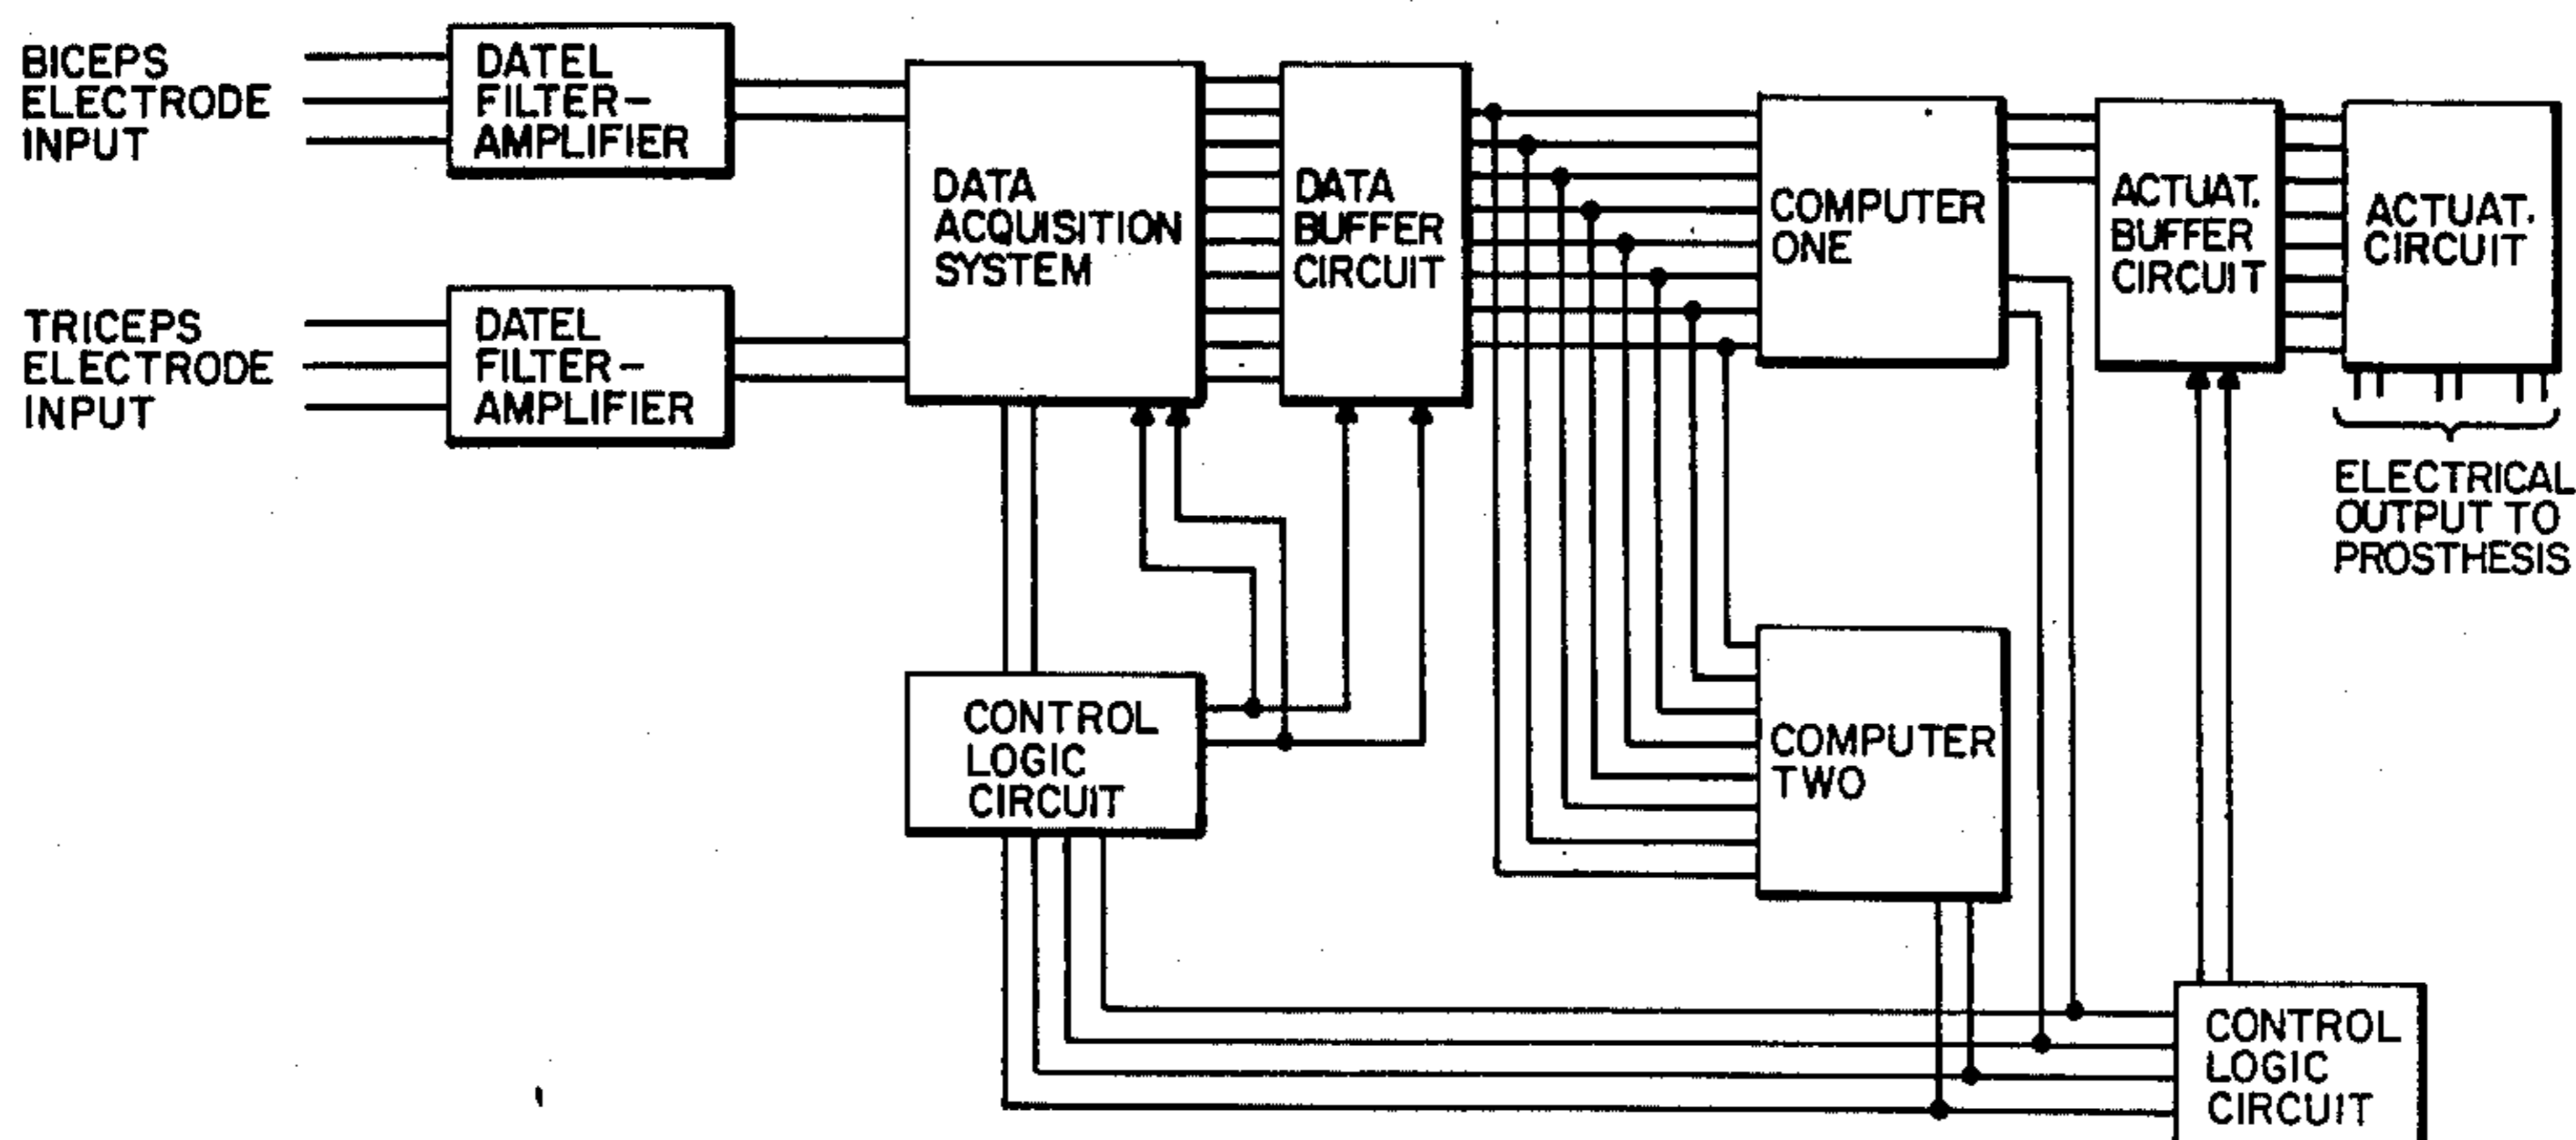 BICEPS
ELECTRODE
INPUT
DATEL
FILTER-
AMPLIFIER
TRICEPS
ELECTRODE
INPUT
DATEL
FILTER-
AMPLIFIER
DATA
ACQUISITION
SYSTEM
DATA
BUFFER
CIRCUIT
COMPUTER
ONE
ACTUAT.
BUFFER
CIRCUIT
ACTUAT.
CIRCUIT
ELECTRICAL
OUTPUT TO
PROSTHESIS
CONTROL
LOGIC
CIRCUIT
COMPUTER
TWO
CONTROL
LOGIC
CIRCUIT